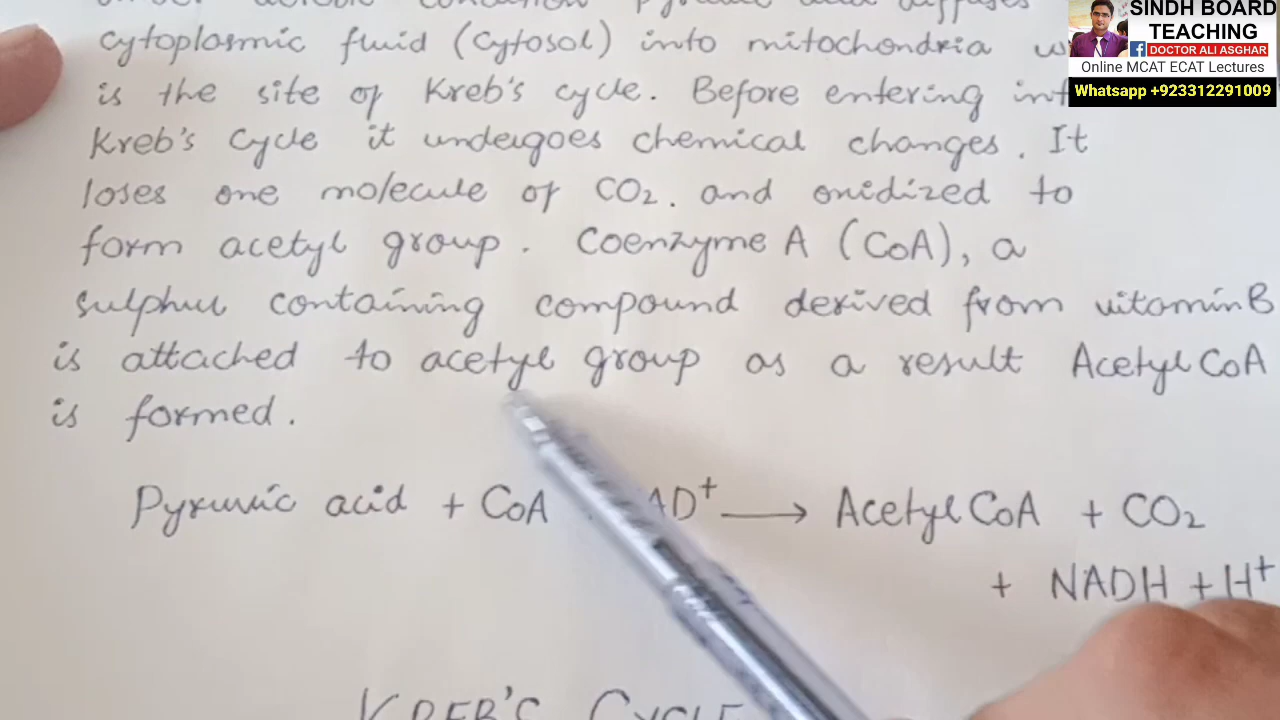 SINDH BOARD
TEACHING
DOCTOR ALI ASGHAR
Online MCAT ECAT Lectures
Whatsapp +923312291009
cytoplasmic fluid (Cytosol) into mitochondria
is the site of Kreb's cycle. Before entering
Kreb's Cycle it undergoes chemical changes. It
loses one molecule of CO₂. and oxidized to
form acetyl group. Coenzyme A (CoA), a
sulphur containing compound derived from vitamin B
is attached to acetyl group as a result Acetyl CoA
is formed.
Pyruvic acid + CoA AD⁺ → Acetyl CoA + CO₂
+ NADH + H⁺
KREB'S CYCLE